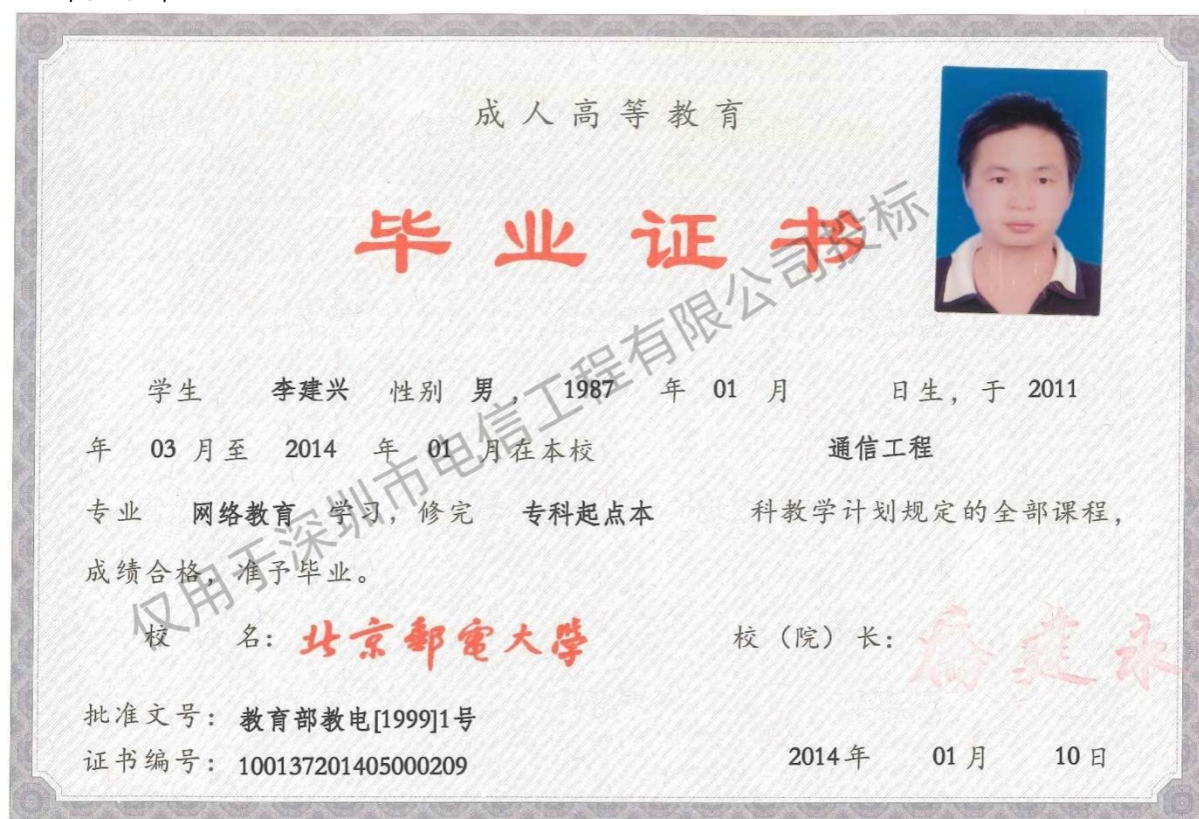 成人高等教育
毕业证书
学生 李建兴 性别 男， 1987 年 01 月 日生，于 2011
年 03 月至 2014 年 01 月在本校 通信工程
专业 网络教育 学习，修完 专科起点本 科教学计划规定的全部课程，
成绩合格，准予毕业。
校 名：北京郵電大學 校（院）长：
批准文号：教育部教电[1999]1号
证书编号：100137201405000209 2014年 01月 10日
仅用于深圳市电信工程有限公司投标